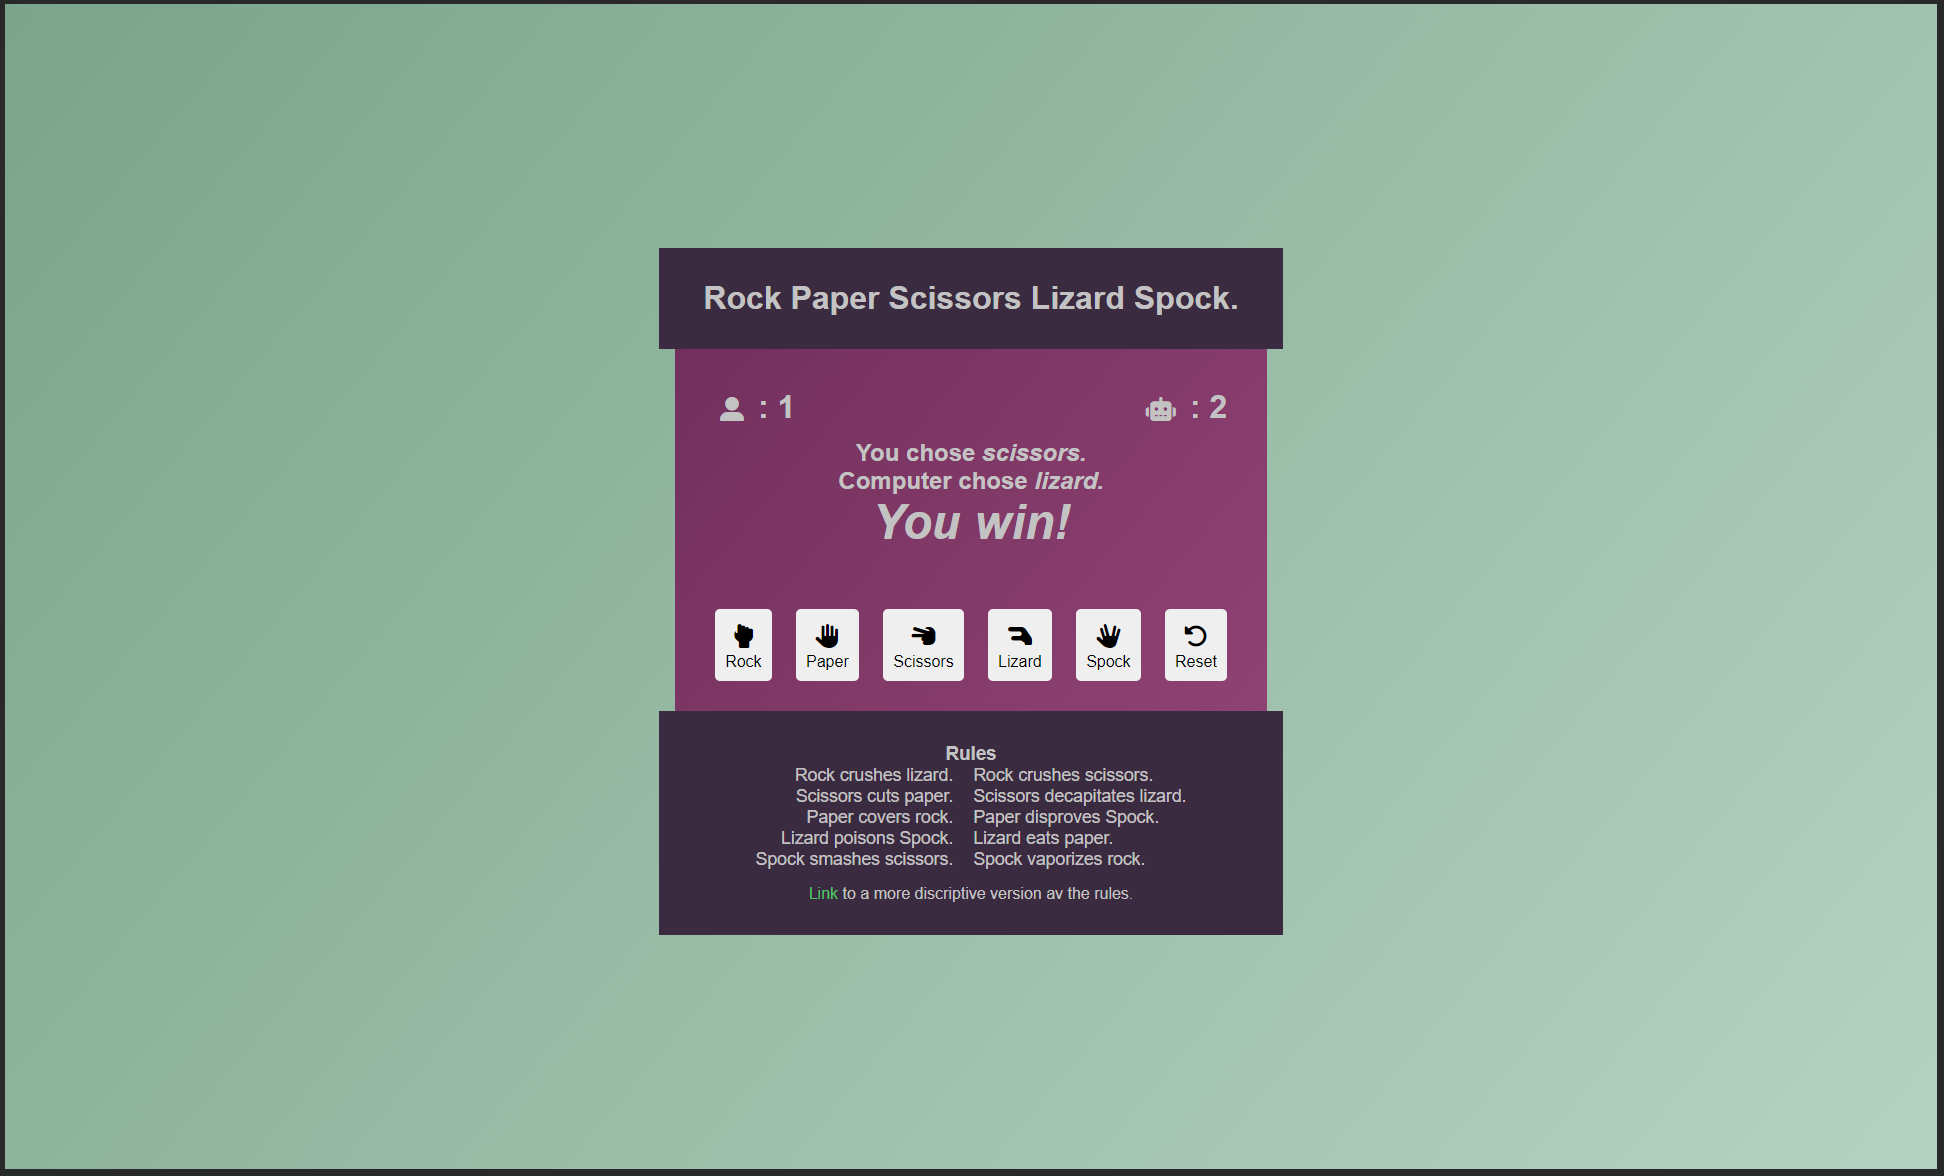 Rock Paper Scissors Lizard Spock.
: 1
: 2
You chose scissors.
Computer chose lizard.
You win!
Rock
Paper
Scissors
Lizard
Spock
Reset
Rules
Rock crushes lizard. Rock crushes scissors.
Scissors cuts paper. Scissors decapitates lizard.
Paper covers rock. Paper disproves Spock.
Lizard poisons Spock. Lizard eats paper.
Spock smashes scissors. Spock vaporizes rock.
Link to a more discriptive version av the rules.